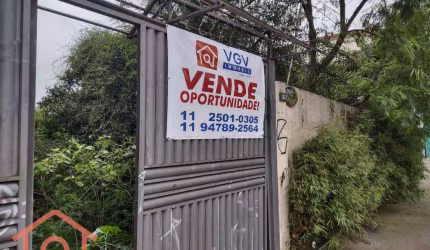 VGV
IMÓVEIS
VENDE
OPORTUNIDADE!
11 2501-0305
11 94789-2564